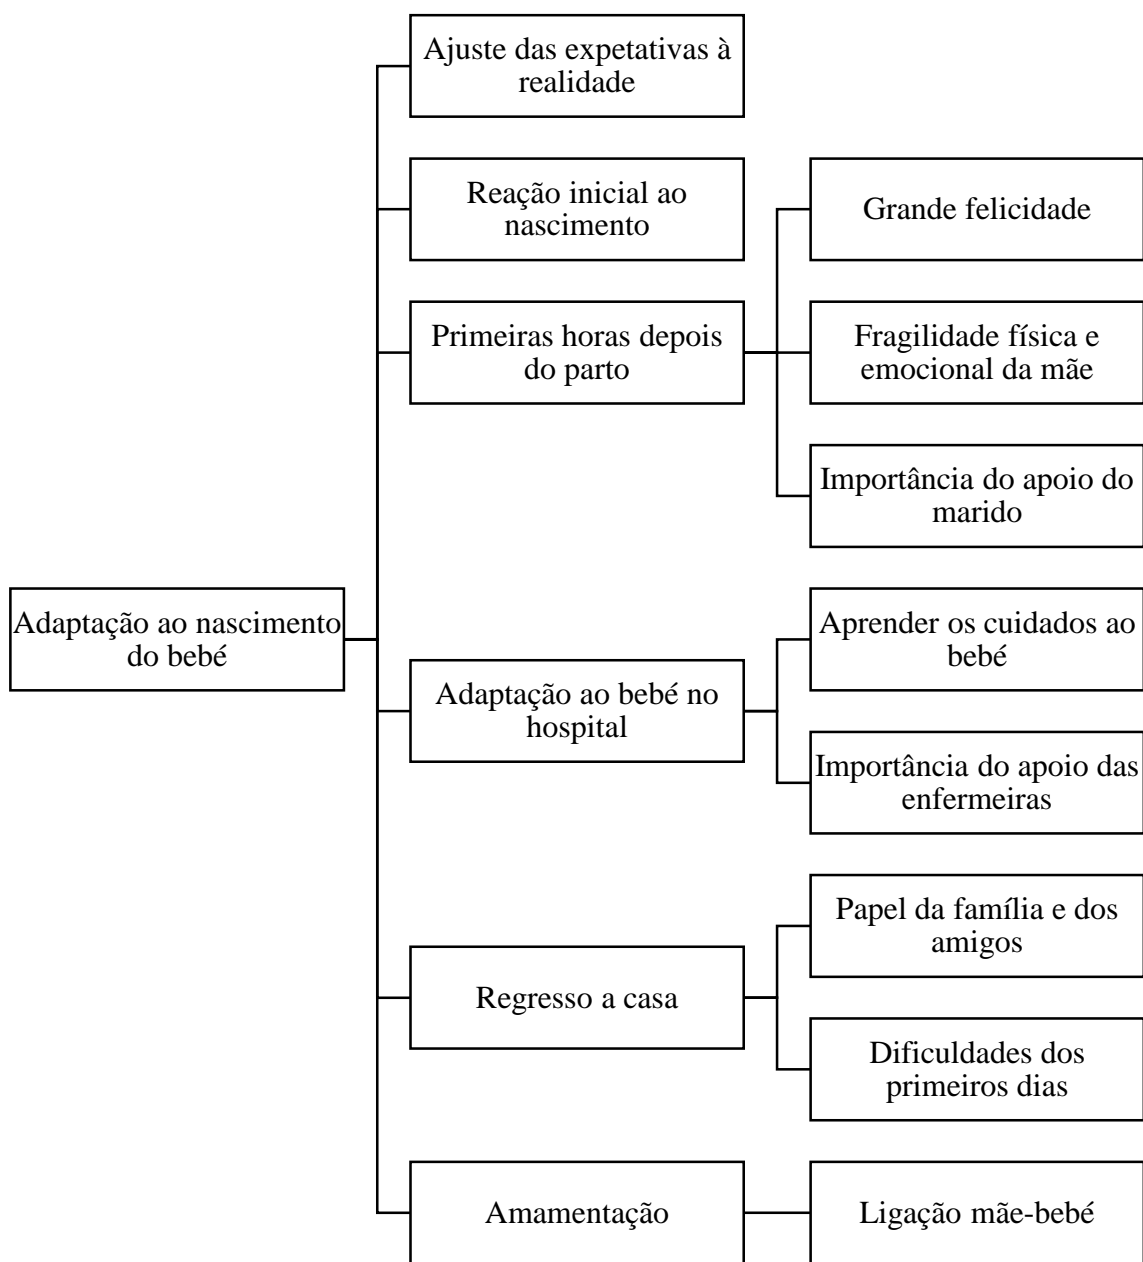 Ajuste das expetativas à
realidade
Reação inicial ao
nascimento
Grande felicidade
Primeiras horas depois
do parto
Fragilidade física e
emocional da mãe
Importância do apoio do
marido
Adaptação ao nascimento
do bebé
Adaptação ao bebé no
hospital
Aprender os cuidados ao
bebé
Importância do apoio das
enfermeiras
Regresso a casa
Papel da família e dos
amigos
Dificuldades dos
primeiros dias
Amamentação
Ligação mãe-bebé